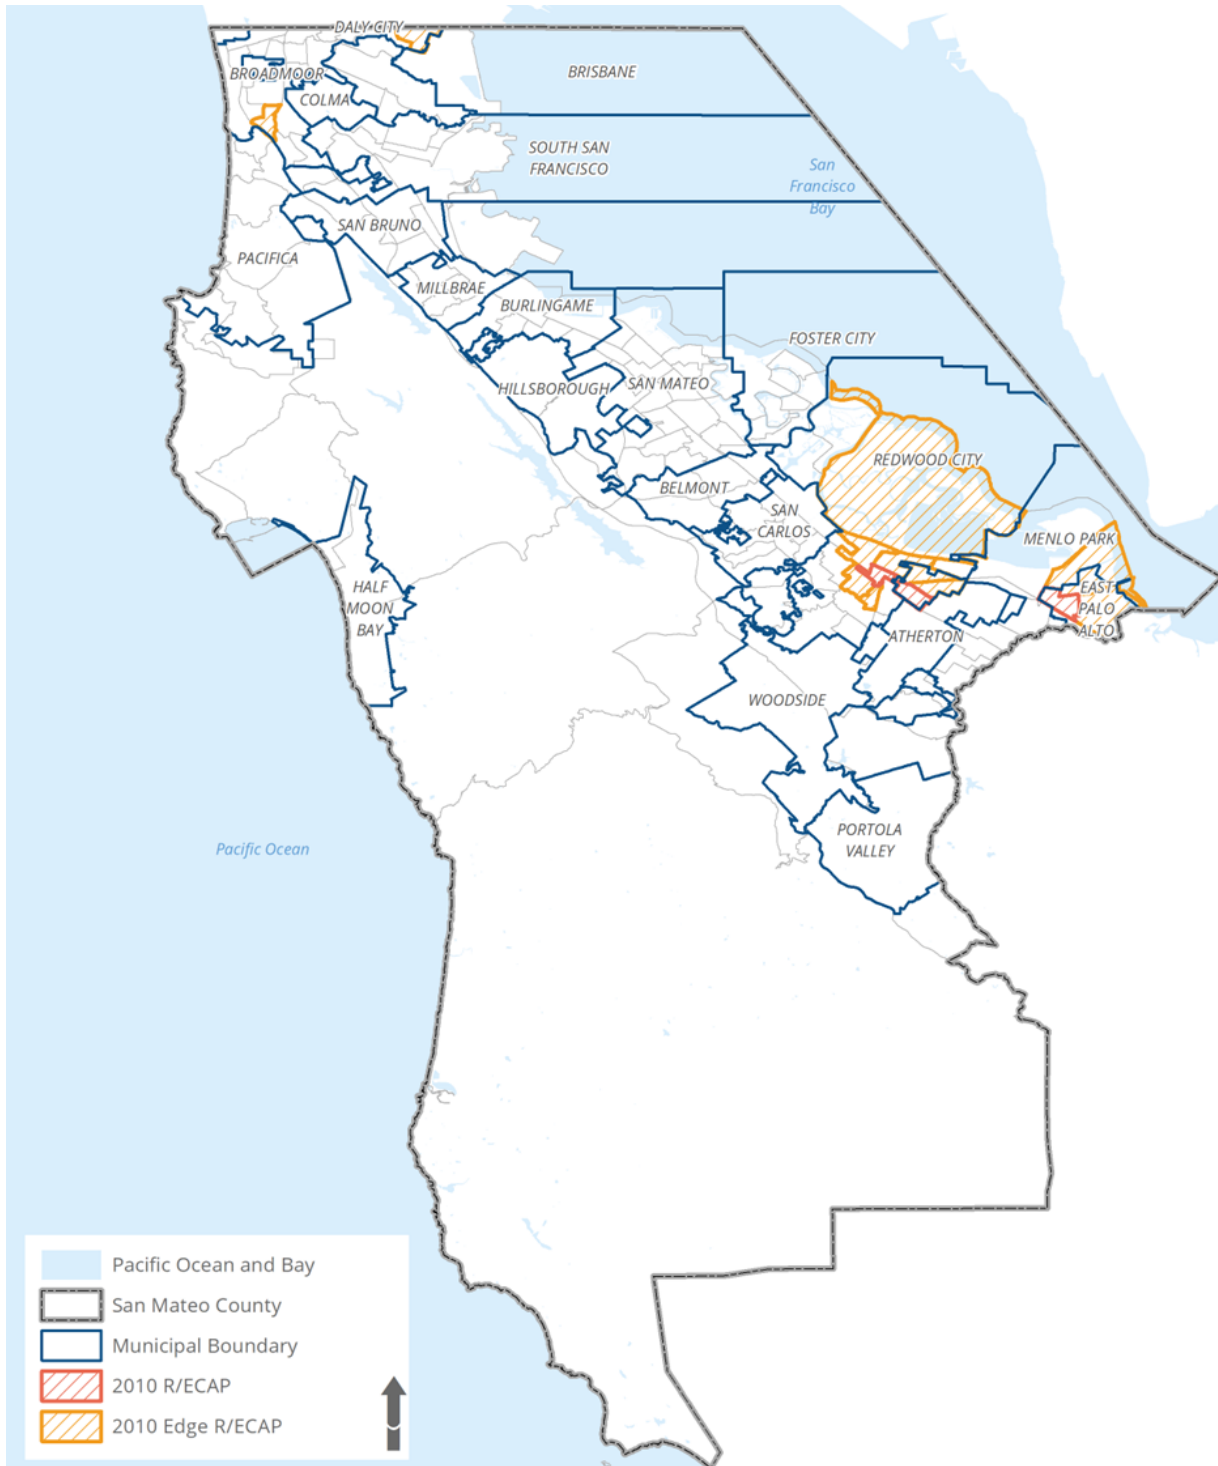 DALY CITY
BROADMOOR
BRISBANE
COLMA
SOUTH SAN
FRANCISCO
San
Francisco
Bay
SAN BRUNO
PACIFICA
MILLBRAE
BURLINGAME
FOSTER CITY
HILLSBOROUGH
SAN MATEO
REDWOOD CITY
BELMONT
SAN
CARLOS
MENLO PARK
HALF
MOON
BAY
EAST
PALO
ALTO
ATHERTON
WOODSIDE
PORTOLA
VALLEY
Pacific Ocean
Pacific Ocean and Bay
San Mateo County
Municipal Boundary
2010 R/ECAP
2010 Edge R/ECAP